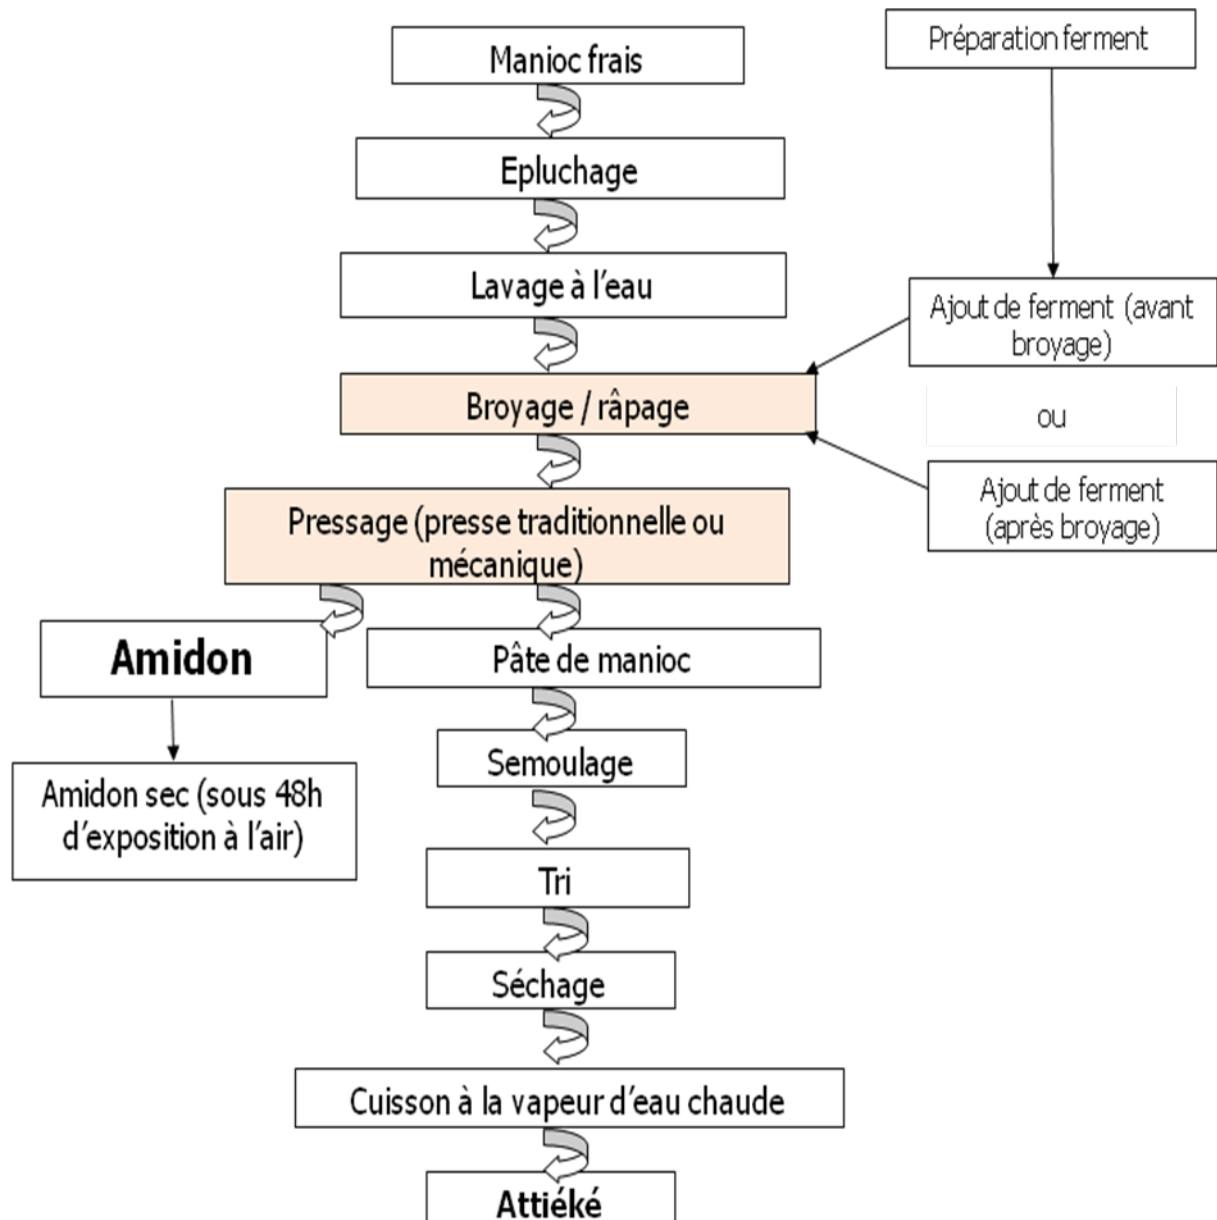 Manioc frais
Préparation ferment
Epluchage
Lavage à l'eau
Ajout de ferment (avant
broyage)
Broyage / râpage
ou
Ajout de ferment
(après broyage)
Pressage (presse traditionnelle ou
mécanique)
Amidon
Pâte de manioc
Semoulage
Amidon sec (sous 48h
d'exposition à l'air)
Tri
Séchage
Cuisson à la vapeur d'eau chaude
Attiéké